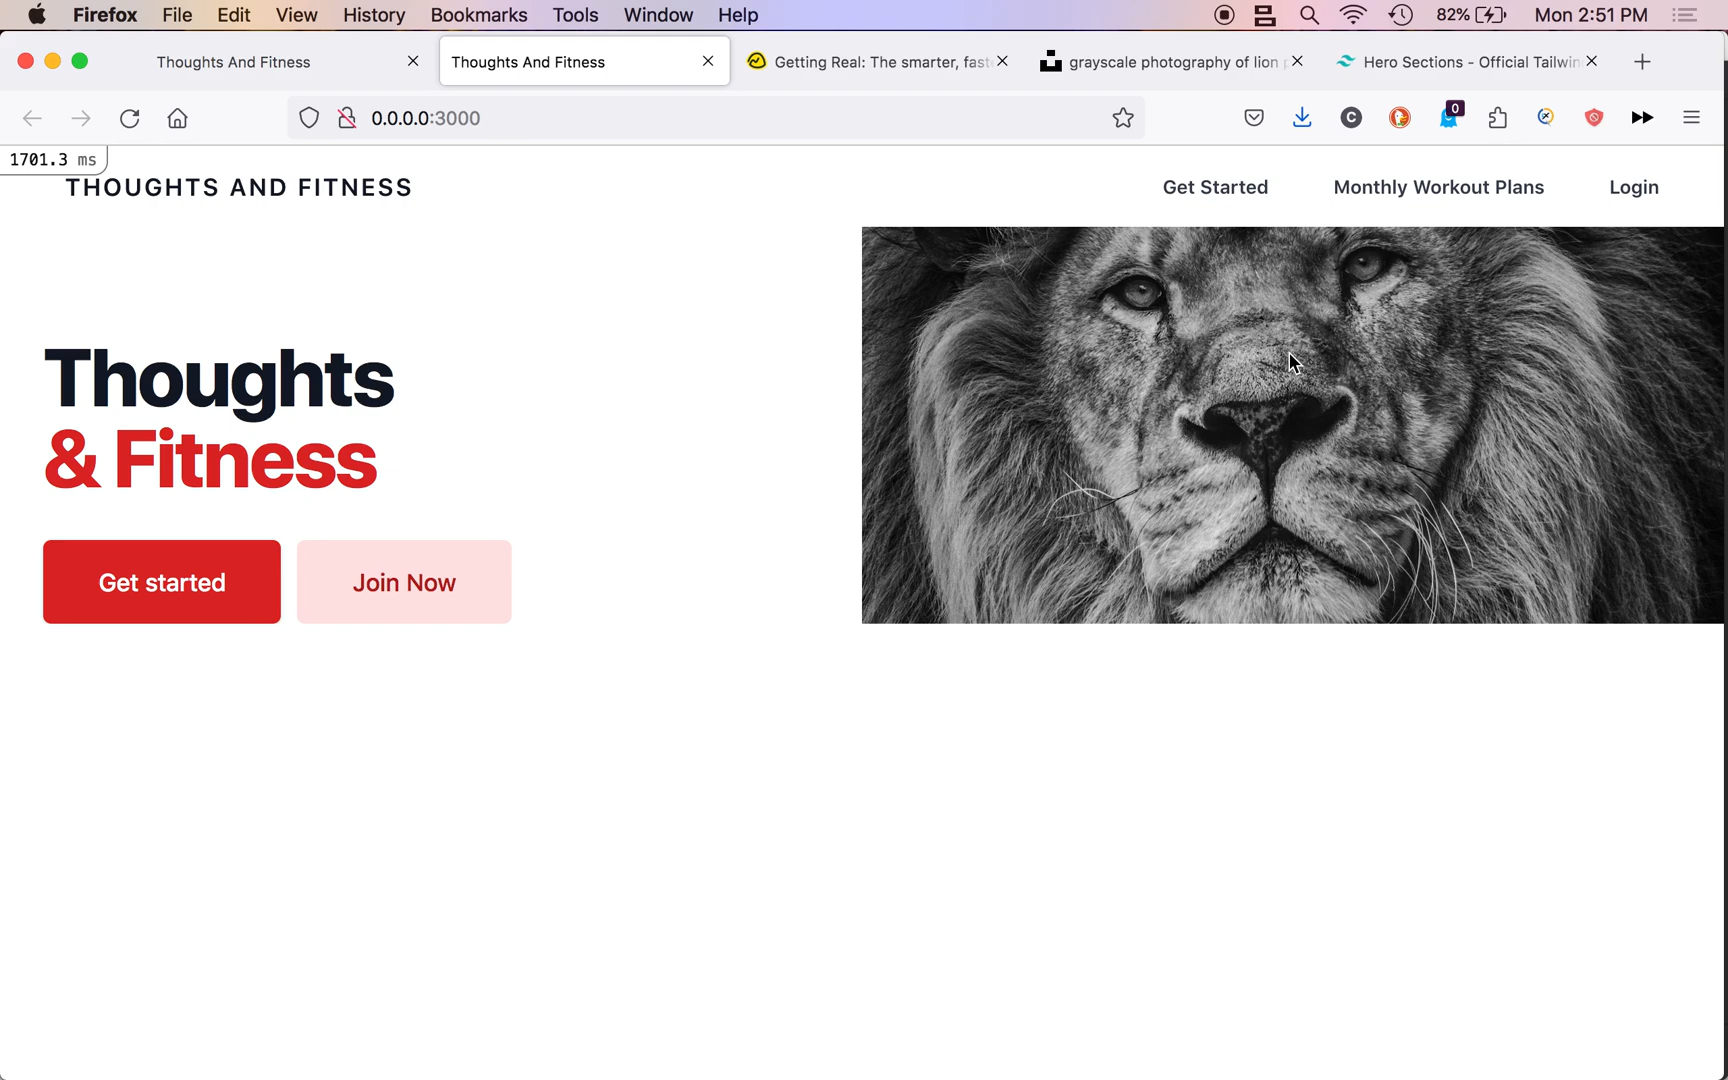 Firefox File Edit View History Bookmarks Tools Window Help 82% Mon 2:51 PM
Thoughts And Fitness Thoughts And Fitness Getting Real: The smarter, fast grayscale photography of lion Hero Sections - Official Tailwin
0.0.0.0:3000 C 0
1701.3 ms
THOUGHTS AND FITNESS Get Started Monthly Workout Plans Login
Thoughts
& Fitness
Get started Join Now